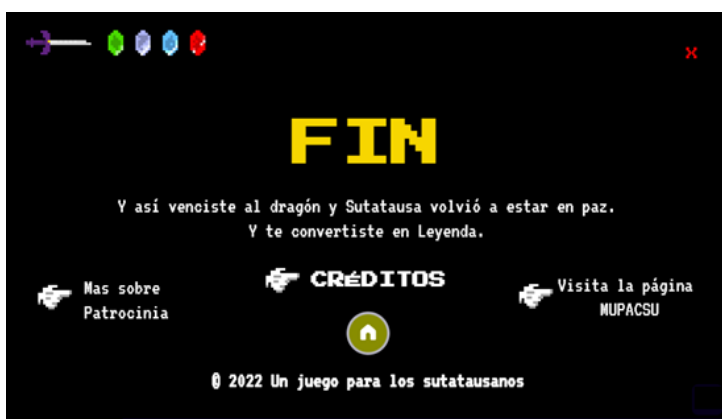 x
FIN
Y así venciste al dragón y Sutatausa volvió a estar en paz.
Y te convertiste en Leyenda.
CRéDITOS
Mas sobre
Patrocinia
Visita la página
MUPACSU
© 2022 Un juego para los sutatausanos